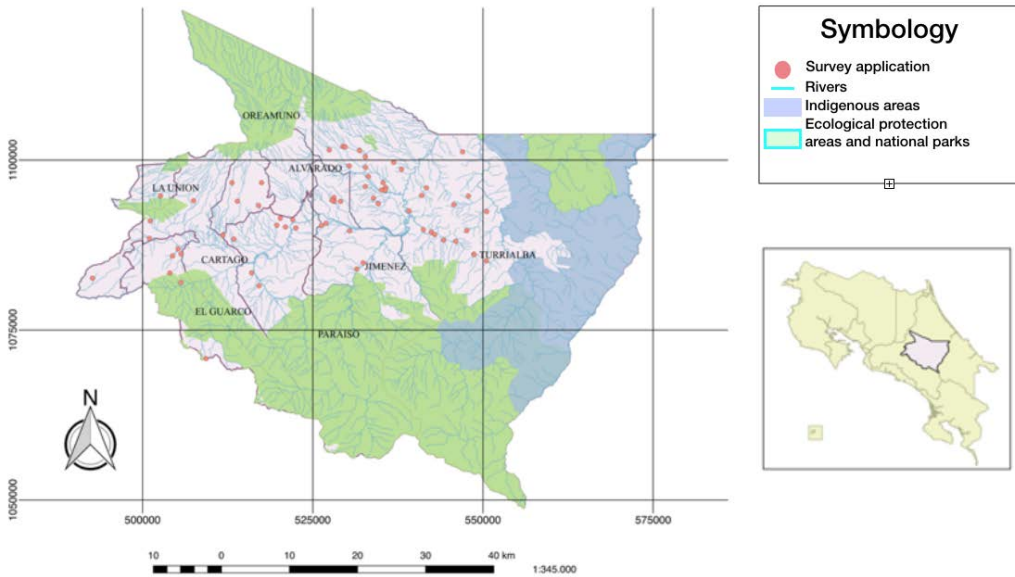 Symbology
Survey application
Rivers
Indigenous areas
Ecological protection
areas and national parks
OREAMUNO
1100000
ALVARADO
LA UNION
CARTAGO
JIMENEZ
TURRIALBA
EL GUARCO
1075000
PARAISO
N
1050000
500000
525000
550000
575000
10 0 10 20 30 40 km
1:345.000